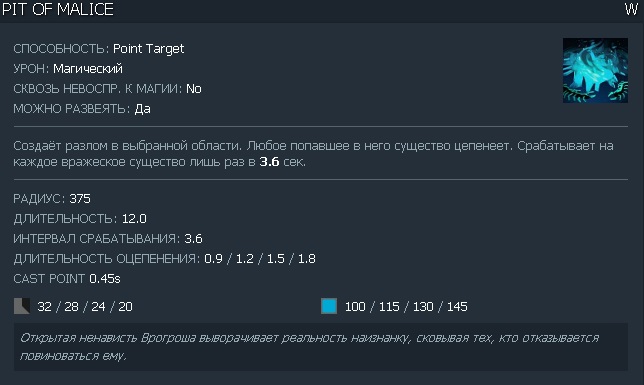 PIT OF MALICE W
СПОСОБНОСТЬ: Point Target
УРОН: Магический
СКВОЗЬ НЕВОСПР. К МАГИИ: No
МОЖНО РАЗВЕЯТЬ: Да
Создаёт разлом в выбранной области. Любое попавшее в него существо цепенеет. Срабатывает на
каждое вражеское существо лишь раз в 3.6 сек.
РАДИУС: 375
ДЛИТЕЛЬНОСТЬ: 12.0
ИНТЕРВАЛ СРАБАТЫВАНИЯ: 3.6
ДЛИТЕЛЬНОСТЬ ОЦЕПЕНЕНИЯ: 0.9 / 1.2 / 1.5 / 1.8
CAST POINT 0.45s
32 / 28 / 24 / 20 100 / 115 / 130 / 145
Открытая ненависть Врогроша выворачивает реальность наизнанку, сковывая тех, кто отказывается
повиноваться ему.